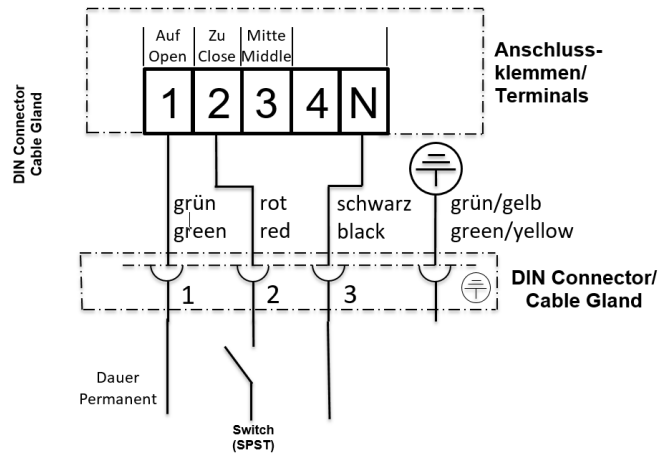 Auf
Open
Zu
Close
Mitte
Middle
Anschluss-
klemmen/
Terminals
1 2 3 4 N
DIN Connector
Cable Gland
grün
green
rot
red
schwarz
black
grün/gelb
green/yellow
1 2 3
DIN Connector/
Cable Gland
Dauer
Permanent
Switch
(SPST)